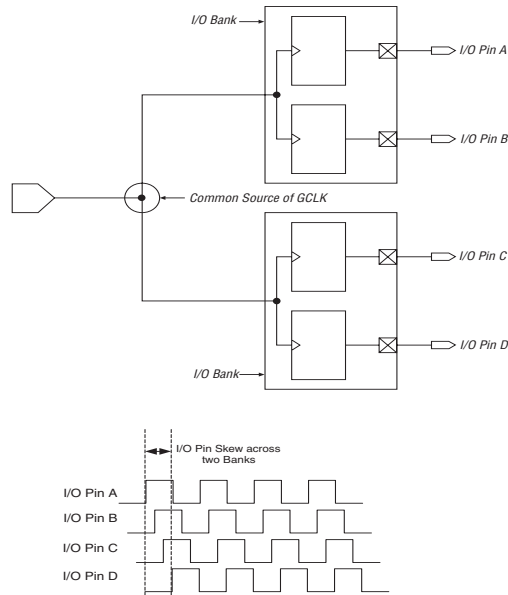 I/O Bank
I/O Pin A
I/O Pin B
Common Source of GCLK
I/O Pin C
I/O Pin D
I/O Bank
I/O Pin Skew across
two Banks
I/O Pin A
I/O Pin B
I/O Pin C
I/O Pin D